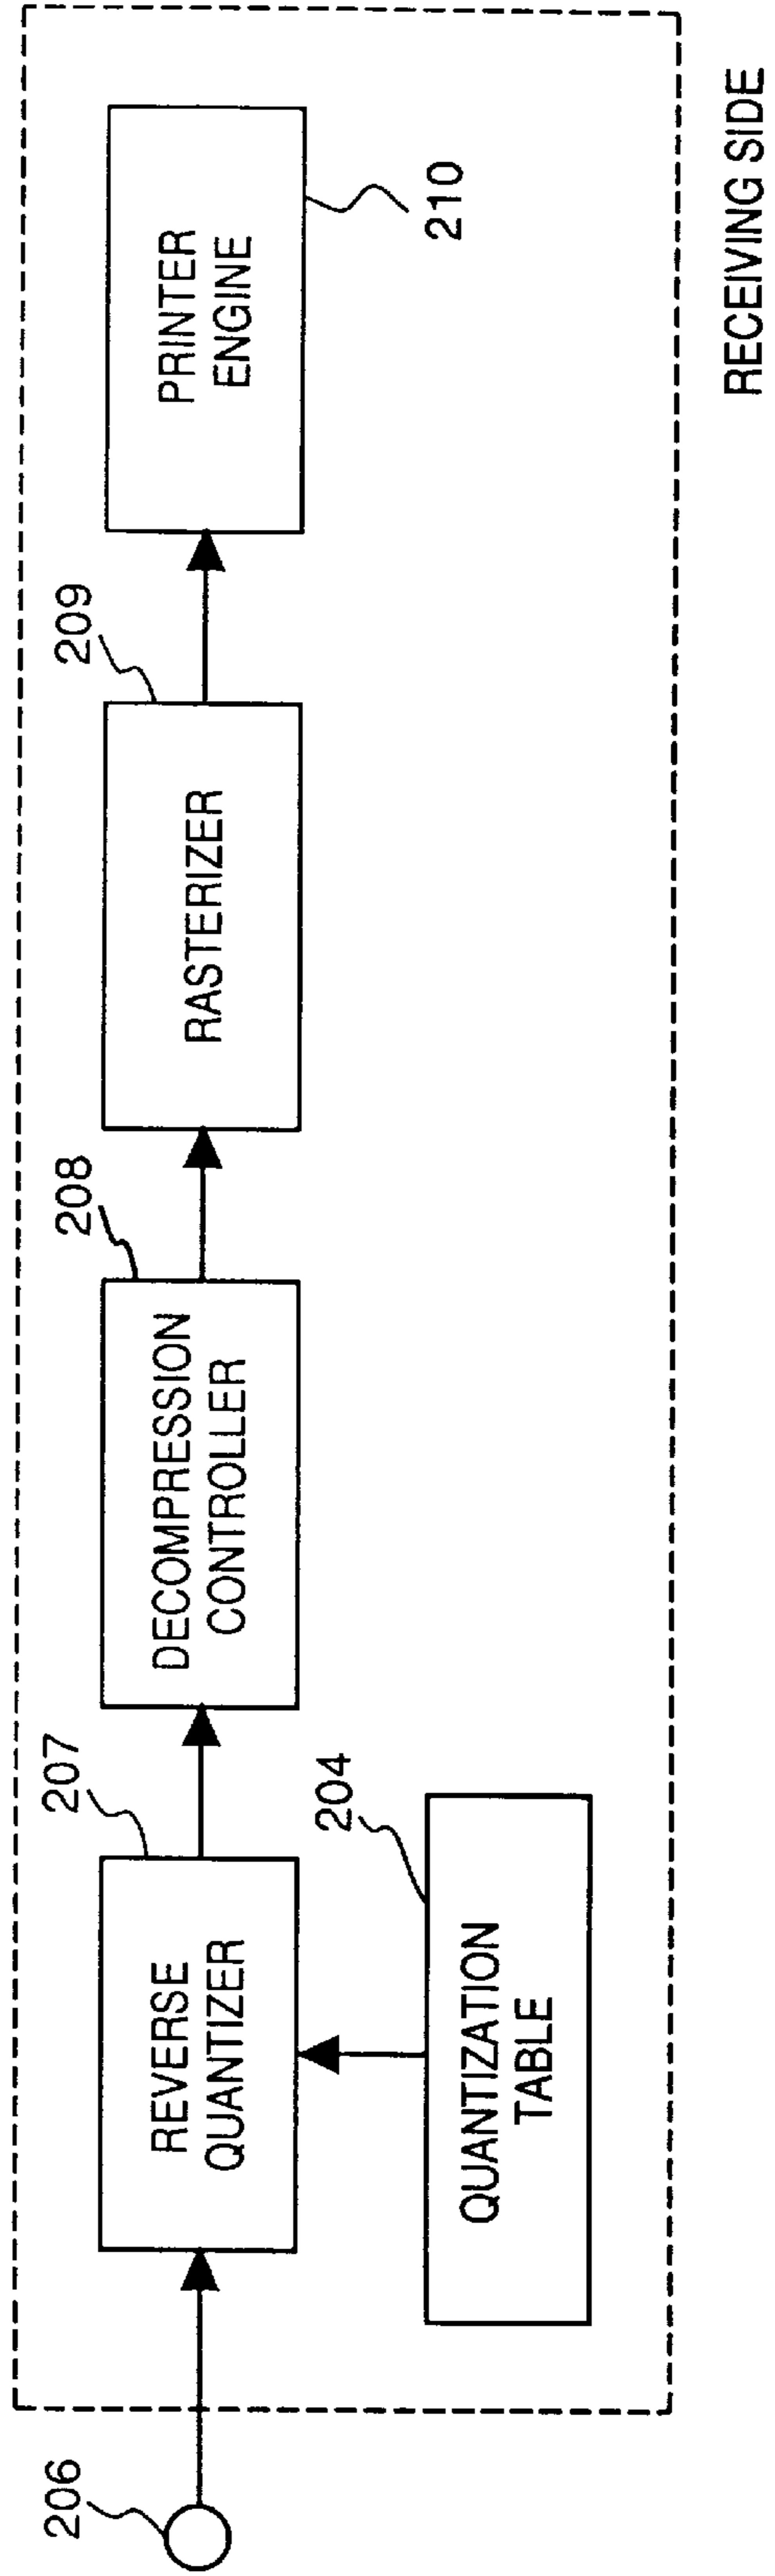 206
207
REVERSE
QUANTIZER
204
QUANTIZATION
TABLE
208
DECOMPRESSION
CONTROLLER
209
RASTERIZER
PRINTER
ENGINE
210
RECEIVING SIDE